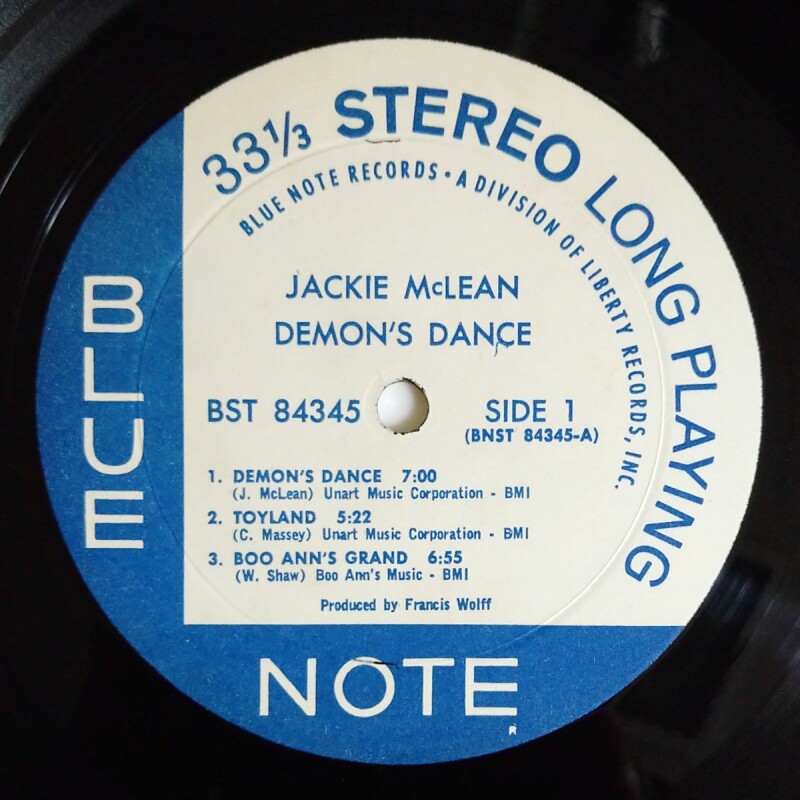 33⅓ STEREO LONG PLAYING
BLUE NOTE RECORDS • A DIVISION OF LIBERTY RECORDS, INC.
JACKIE McLEAN
DEMON'S DANCE
BST 84345 SIDE 1
(BNST 84345-A)
1. DEMON'S DANCE 7:00
(J. McLean) Unart Music Corporation - BMI
2. TOYLAND 5:22
(C. Massey) Unart Music Corporation - BMI
3. BOO ANN'S GRAND 6:55
(W. Shaw) Boo Ann's Music - BMI
Produced by Francis Wolff
BLUE
NOTE
R